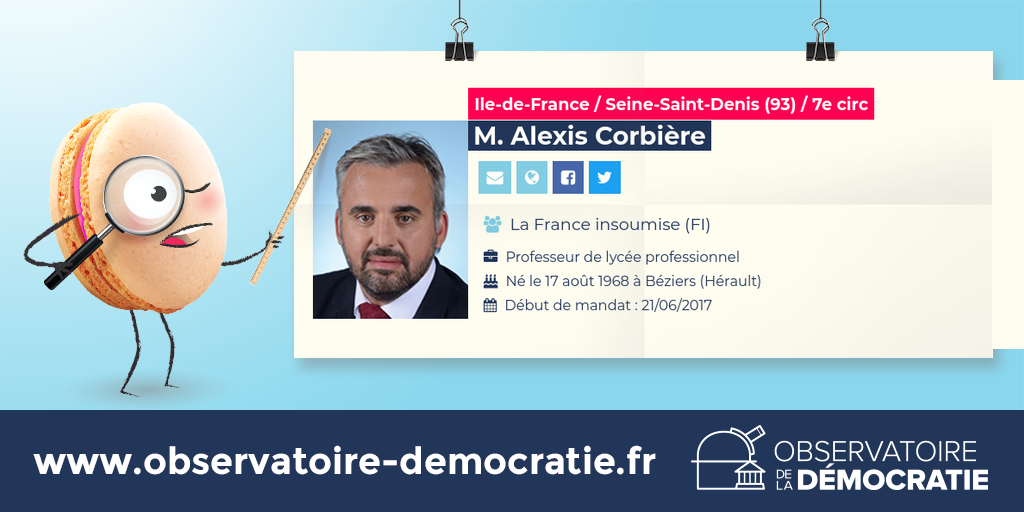 Ile-de-France / Seine-Saint-Denis (93) / 7e circ
M. Alexis Corbière
La France insoumise (FI)
Professeur de lycée professionnel
Né le 17 août 1968 à Béziers (Hérault)
Début de mandat : 21/06/2017
www.observatoire-democratie.fr
OBSERVATOIRE
DE LA DÉMOCRATIE